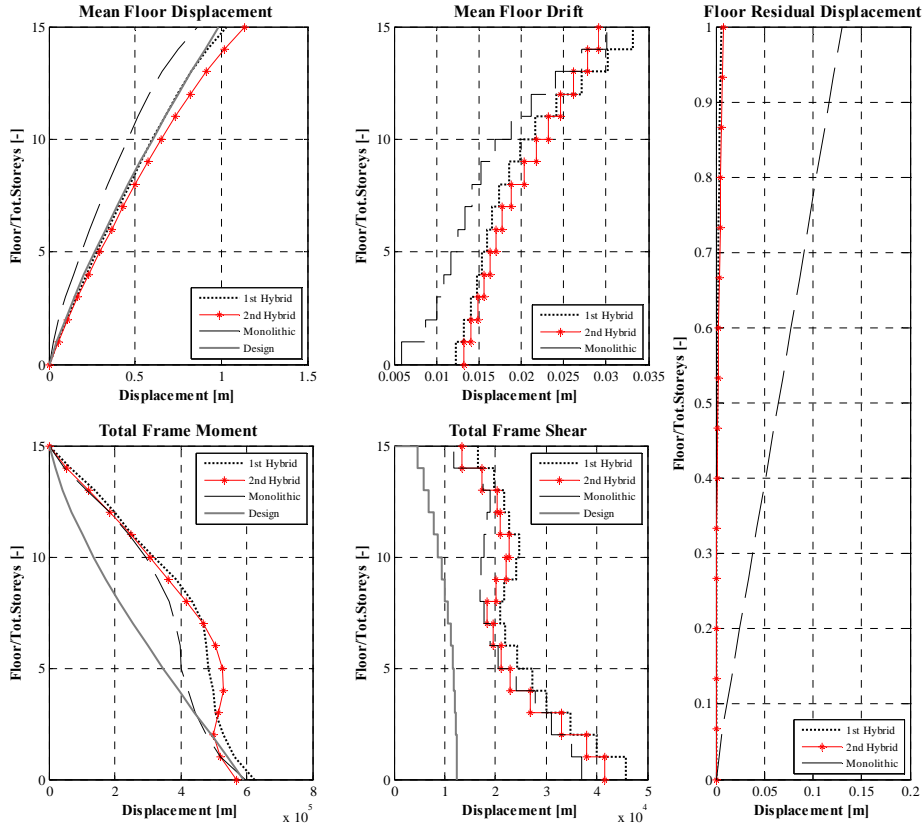 Mean Floor Displacement
Floor/Tot.Storeys [-]
15
10
5
0
0
0.5
1
1.5
Displacement [m]
1st Hybrid
2nd Hybrid
Monolithic
Design
Mean Floor Drift
Floor/Tot.Storeys [-]
15
10
5
0
0.005
0.01
0.015
0.02
0.025
0.03
0.035
Displacement [m]
1st Hybrid
2nd Hybrid
Monolithic
Floor Residual Displacement
Floor/Tot.Storeys [-]
1
0.9
0.8
0.7
0.6
0.5
0.4
0.3
0.2
0.1
0
0
0.05
0.1
0.15
0.2
Displacement [m]
1st Hybrid
2nd Hybrid
Monolithic
Total Frame Moment
Floor/Tot.Storeys [-]
15
10
5
0
0
2
4
6
8
Displacement [m]
x 10^5
1st Hybrid
2nd Hybrid
Monolithic
Design
Total Frame Shear
Floor/Tot.Storeys [-]
15
10
5
0
0
1
2
3
4
5
Displacement [m]
x 10^4
1st Hybrid
2nd Hybrid
Monolithic
Design